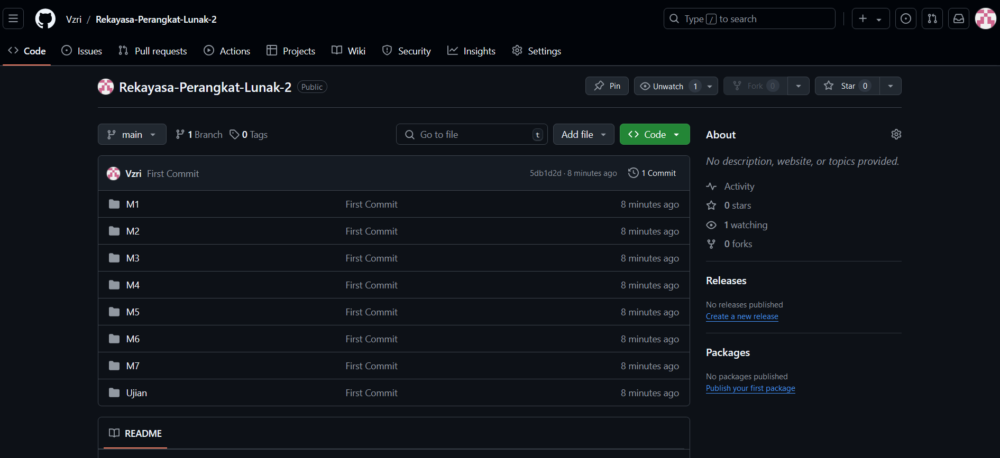 Vzri / Rekayasa-Perangkat-Lunak-2
Type / to search
Code Issues Pull requests Actions Projects Wiki Security Insights Settings
Rekayasa-Perangkat-Lunak-2 Public
Pin Unwatch 1 Fork 0 Star 0
main 1 Branch 0 Tags Go to file t Add file Code
Vzri First Commit 5db1d2d · 8 minutes ago 1 Commit
M1 First Commit 8 minutes ago
M2 First Commit 8 minutes ago
M3 First Commit 8 minutes ago
M4 First Commit 8 minutes ago
M5 First Commit 8 minutes ago
M6 First Commit 8 minutes ago
M7 First Commit 8 minutes ago
Ujian First Commit 8 minutes ago
README
About
No description, website, or topics provided.
Activity
0 stars
1 watching
0 forks
Releases
No releases published
Create a new release
Packages
No packages published
Publish your first package